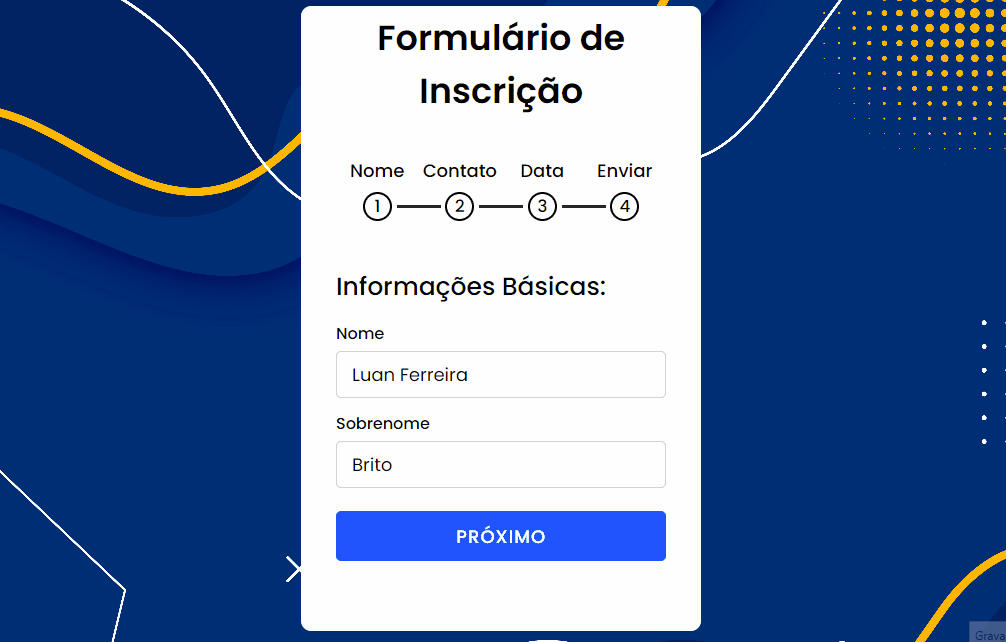 Formulário de
Inscrição
Nome Contato Data Enviar
1 2 3 4
Informações Básicas:
Nome
Luan Ferreira
Sobrenome
Brito
PRÓXIMO